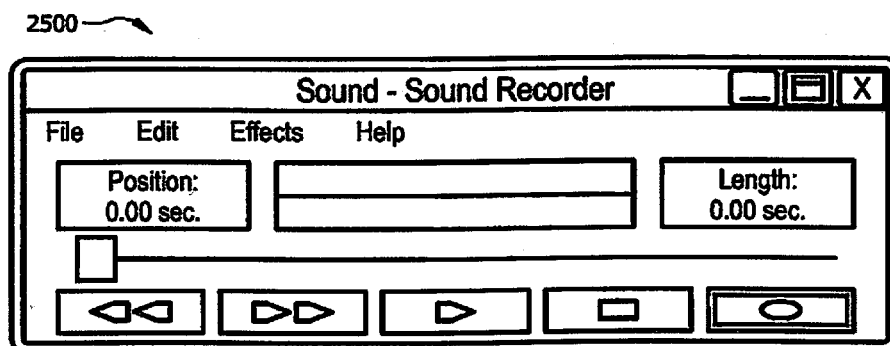 2500
Sound - Sound Recorder X
File Edit Effects Help
Position:
0.00 sec.
Length:
0.00 sec.